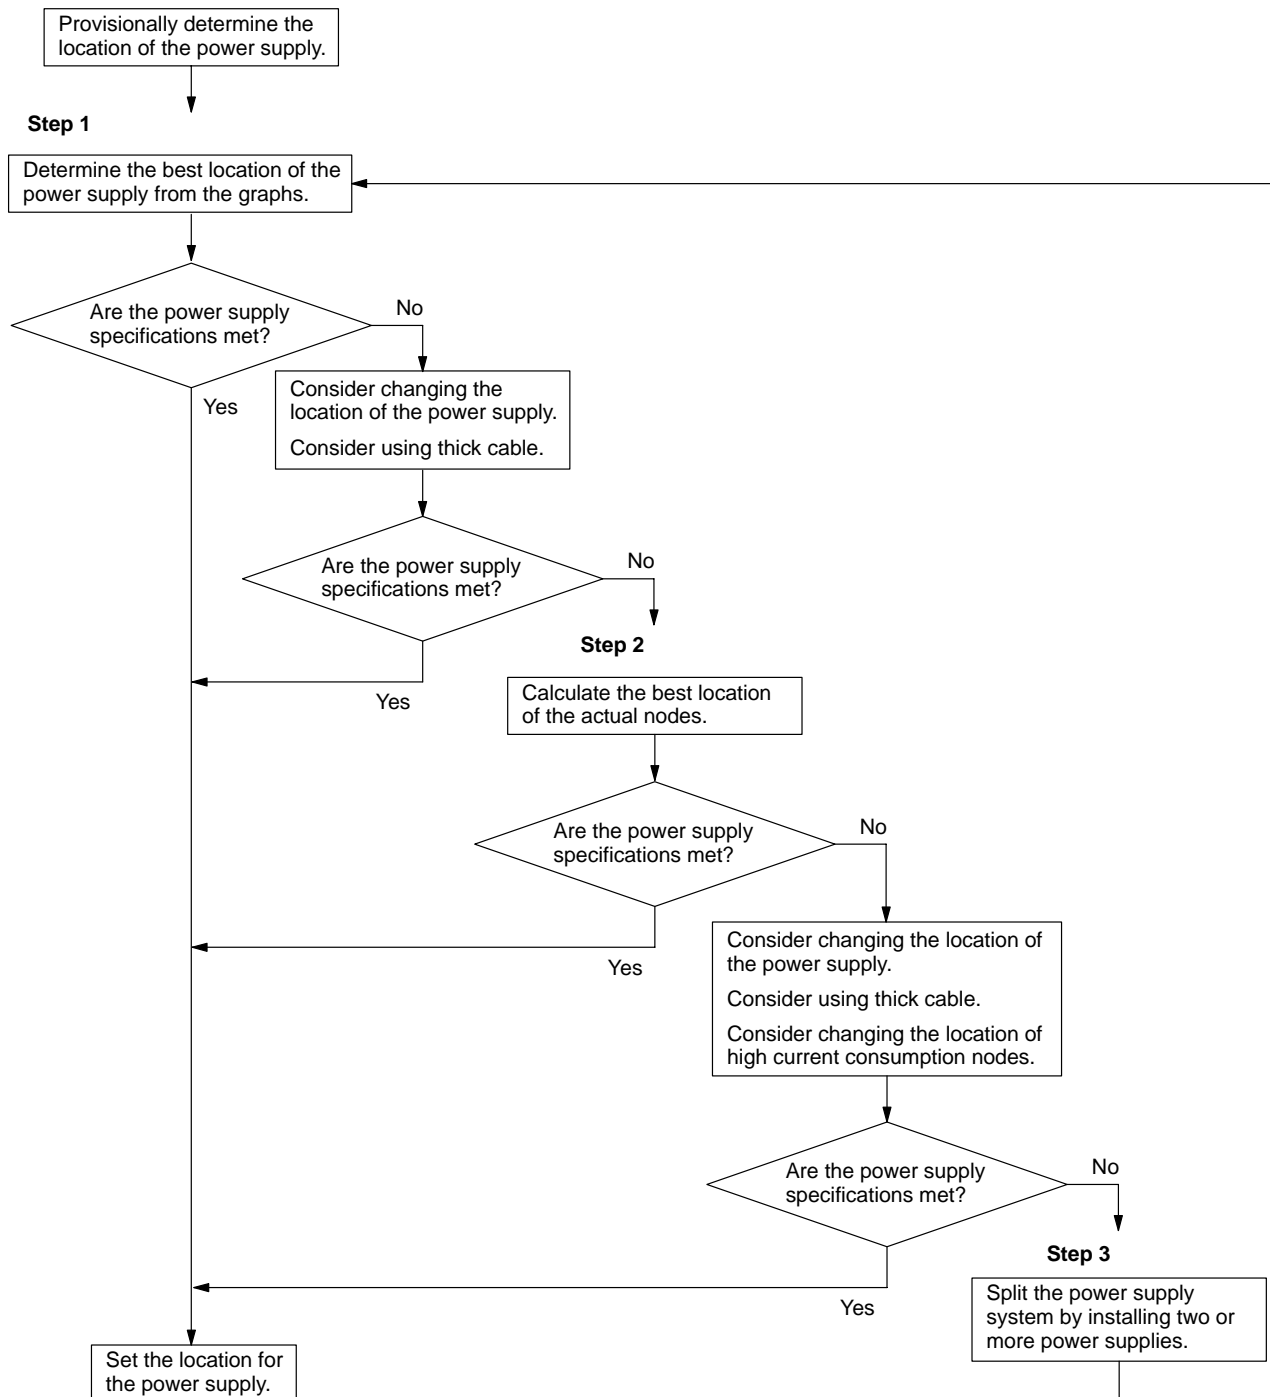 Provisionally determine the
location of the power supply.
Step 1
Determine the best location of the
power supply from the graphs.
Are the power supply
specifications met?
No
Yes
Consider changing the
location of the power supply.
Consider using thick cable.
Are the power supply
specifications met?
No
Yes
Step 2
Calculate the best location
of the actual nodes.
Are the power supply
specifications met?
No
Yes
Consider changing the location of
the power supply.
Consider using thick cable.
Consider changing the location of
high current consumption nodes.
Are the power supply
specifications met?
No
Yes
Step 3
Split the power supply
system by installing two or
more power supplies.
Set the location for
the power supply.